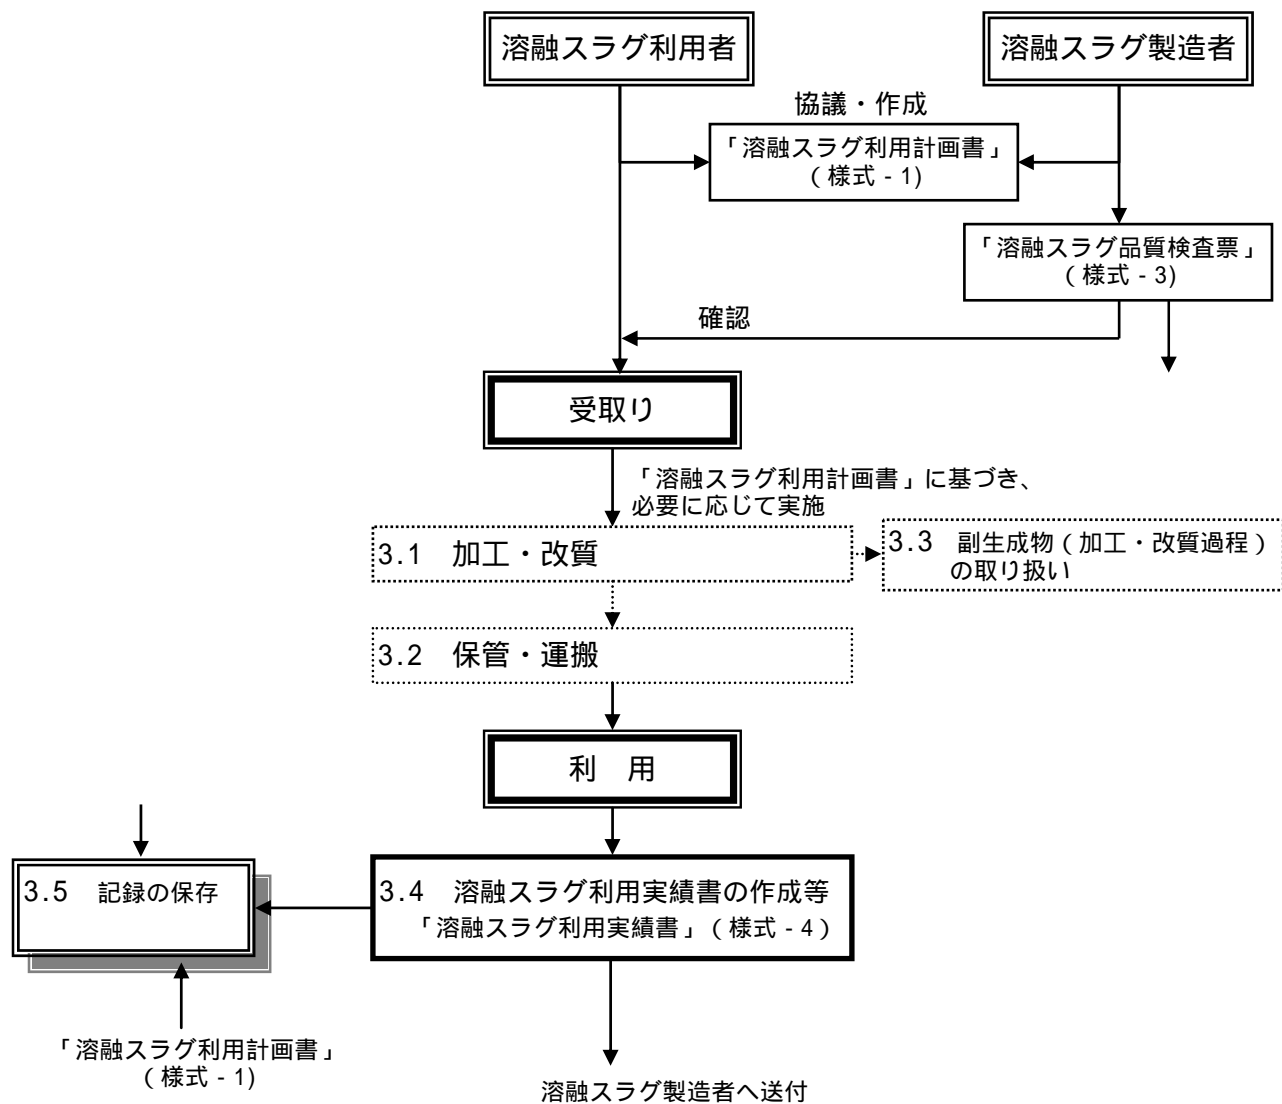 溶融スラグ利用者
溶融スラグ製造者
協議・作成
「溶融スラグ利用計画書」
(様式 - 1)
「溶融スラグ品質検査票」
(様式 - 3)
確認
受取り
「溶融スラグ利用計画書」に基づき、
必要に応じて実施
3.1 加工・改質
3.3 副生成物(加工・改質過程)
の取り扱い
3.2 保管・運搬
利 用
3.5 記録の保存
3.4 溶融スラグ利用実績書の作成等
「溶融スラグ利用実績書」(様式 - 4)
「溶融スラグ利用計画書」
(様式 - 1)
溶融スラグ製造者へ送付